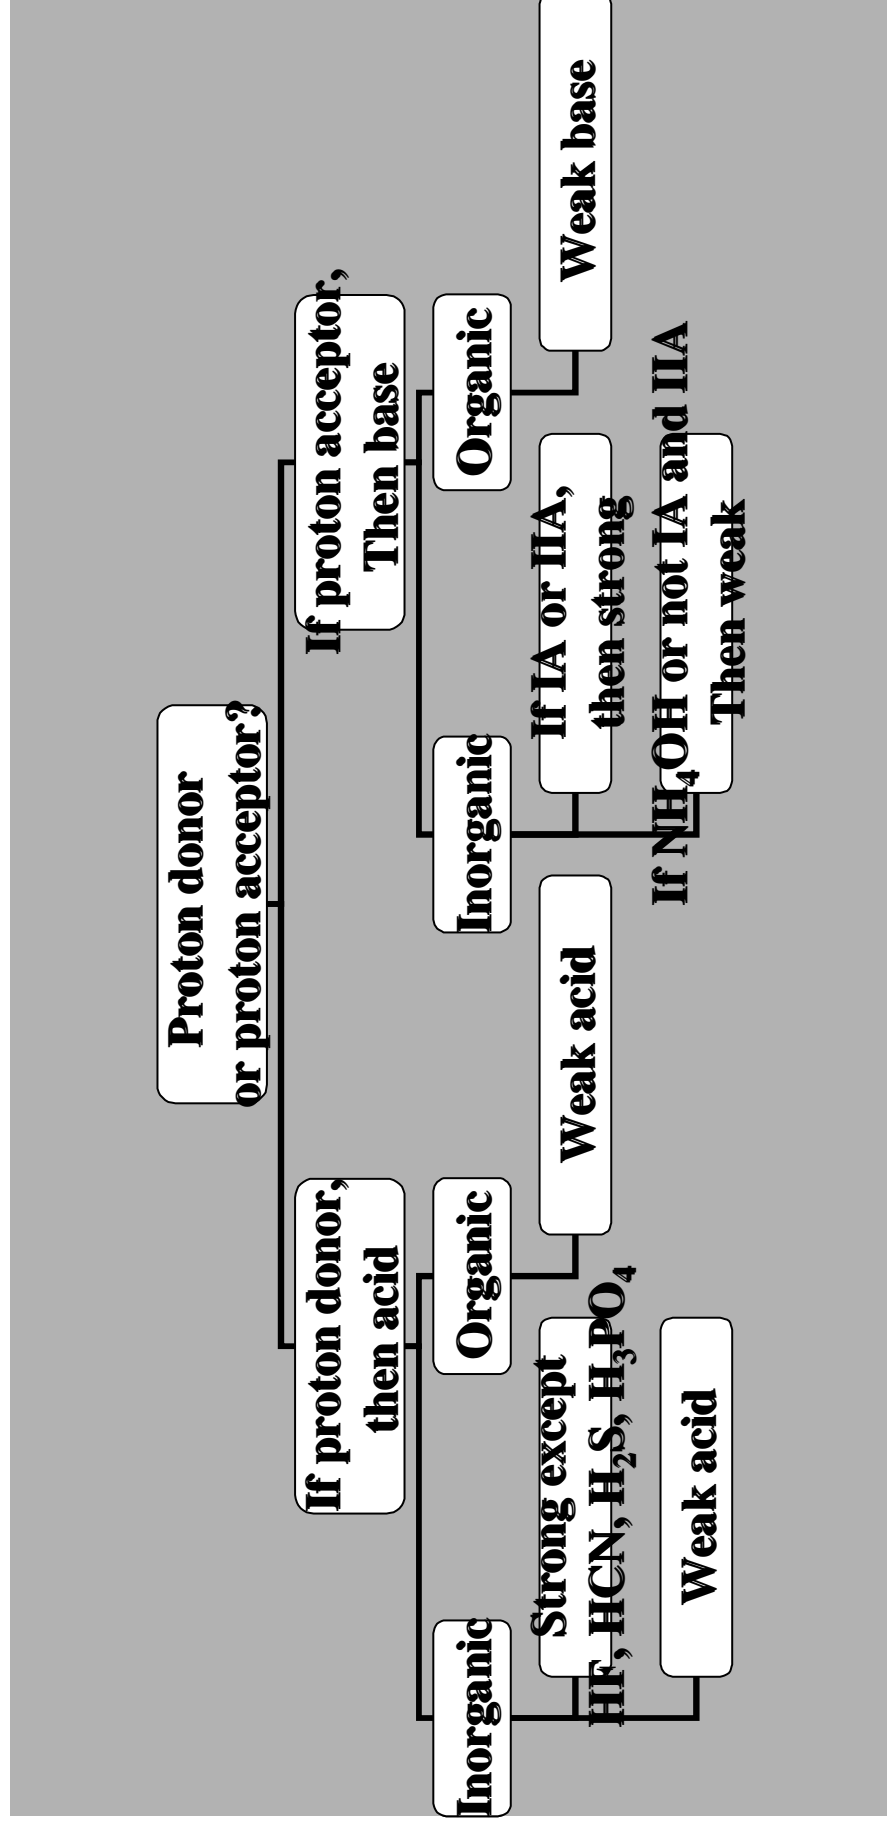 Proton donor
or proton acceptor?
If proton donor,
then acid
Inorganic
Strong except
HF, HCN, H₂S, H₃PO₄
Weak acid
Organic
Weak acid
If proton acceptor,
Then base
Inorganic
If IA or IIA,
then strong
If NH₄OH or not IA and IIA
Then weak
Organic
Weak base